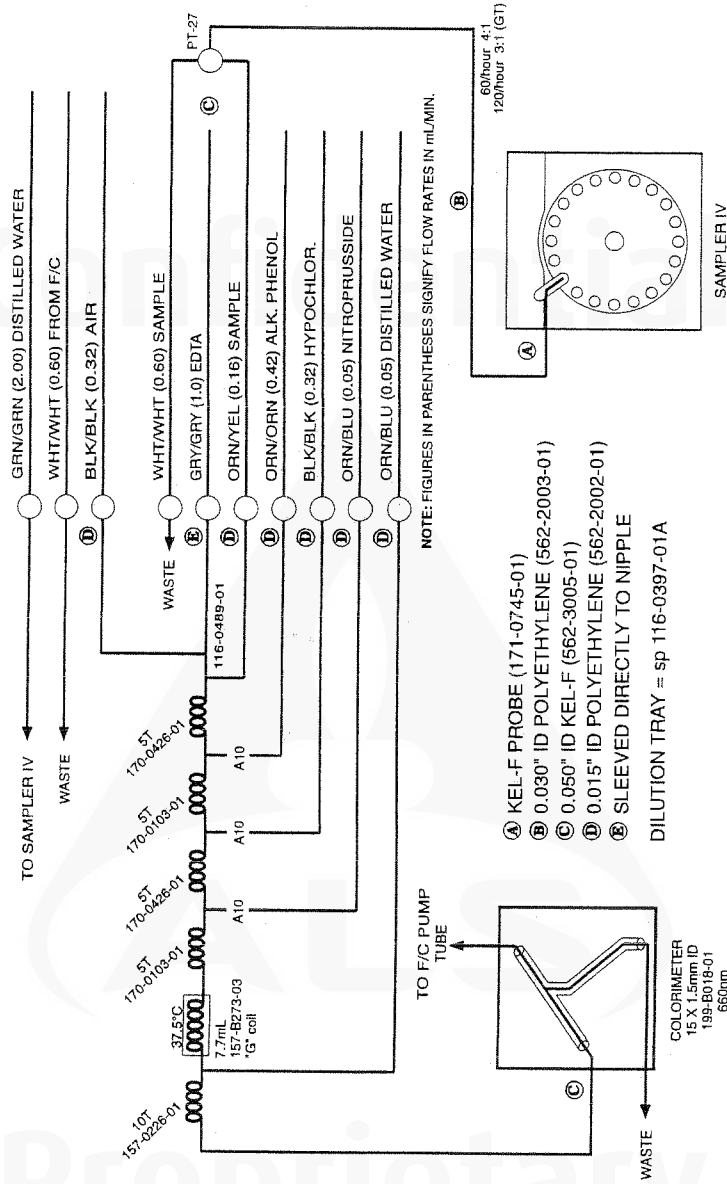 TO SAMPLER IV
GRN/GRN (2.00) DISTILLED WATER
WASTE
WHT/WHT (0.60) FROM F/C
BLK/BLK (0.32) AIR
D
WASTE
WHT/WHT (0.60) SAMPLE
PT-27
C
GRY/GRY (1.0) EDTA
E
116-0489-01
ORN/YEL (0.16) SAMPLE
D
ORN/ORN (0.42) ALK. PHENOL
D
BLK/BLK (0.32) HYPOCHLOR.
D
ORN/BLU (0.05) NITROPRUSSIDE
D
ORN/BLU (0.05) DISTILLED WATER
D
NOTE: FIGURES IN PARENTHESES SIGNIFY FLOW RATES IN mL/MIN.
10T
157-0226-01
37.5°C
7.7mL
157-B273-03
"G" coil
5T
170-0103-01
5T
170-0426-01
5T
170-0103-01
5T
170-0426-01
A10
A10
A10
B
60/hour 4:1
120/hour 3:1 (GT)
TO F/C PUMP
TUBE
C
WASTE
COLORIMETER
15 X 1.5mm ID
199-B018-01
660nm
A KEL-F PROBE (171-0745-01)
B 0.030" ID POLYETHYLENE (562-2003-01)
C 0.050" ID KEL-F (562-3005-01)
D 0.015" ID POLYETHYLENE (562-2002-01)
E SLEEVED DIRECTLY TO NIPPLE
DILUTION TRAY = sp 116-0397-01A
A
SAMPLER IV
Confidential
ALS
Proprietary